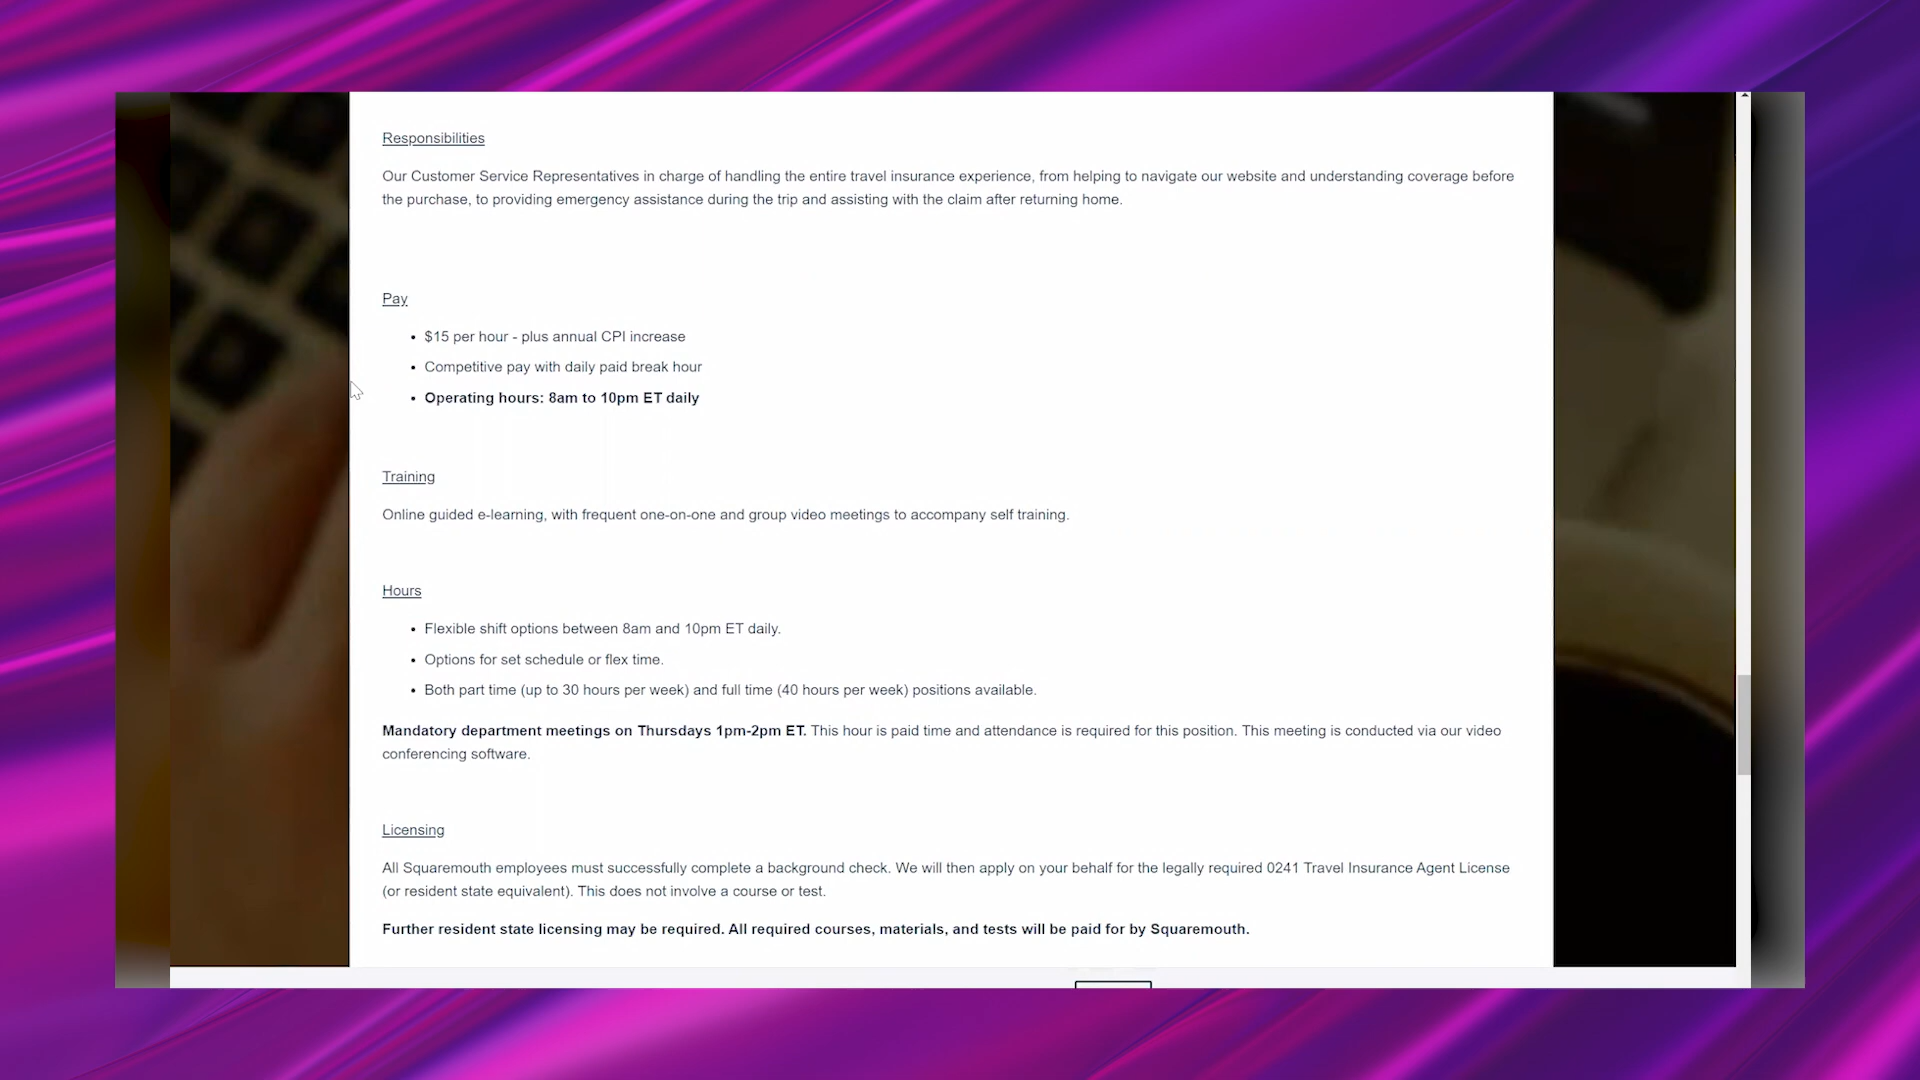 Responsibilities
Our Customer Service Representatives in charge of handling the entire travel insurance experience, from helping to navigate our website and understanding coverage before
the purchase, to providing emergency assistance during the trip and assisting with the claim after returning home.
Pay
• $15 per hour - plus annual CPI increase
• Competitive pay with daily paid break hour
• Operating hours: 8am to 10pm ET daily
Training
Online guided e-learning, with frequent one-on-one and group video meetings to accompany self training.
Hours
• Flexible shift options between 8am and 10pm ET daily.
• Options for set schedule or flex time.
• Both part time (up to 30 hours per week) and full time (40 hours per week) positions available.
Mandatory department meetings on Thursdays 1pm-2pm ET. This hour is paid time and attendance is required for this position. This meeting is conducted via our video
conferencing software.
Licensing
All Squaremouth employees must successfully complete a background check. We will then apply on your behalf for the legally required 0241 Travel Insurance Agent License
(or resident state equivalent). This does not involve a course or test.
Further resident state licensing may be required. All required courses, materials, and tests will be paid for by Squaremouth.